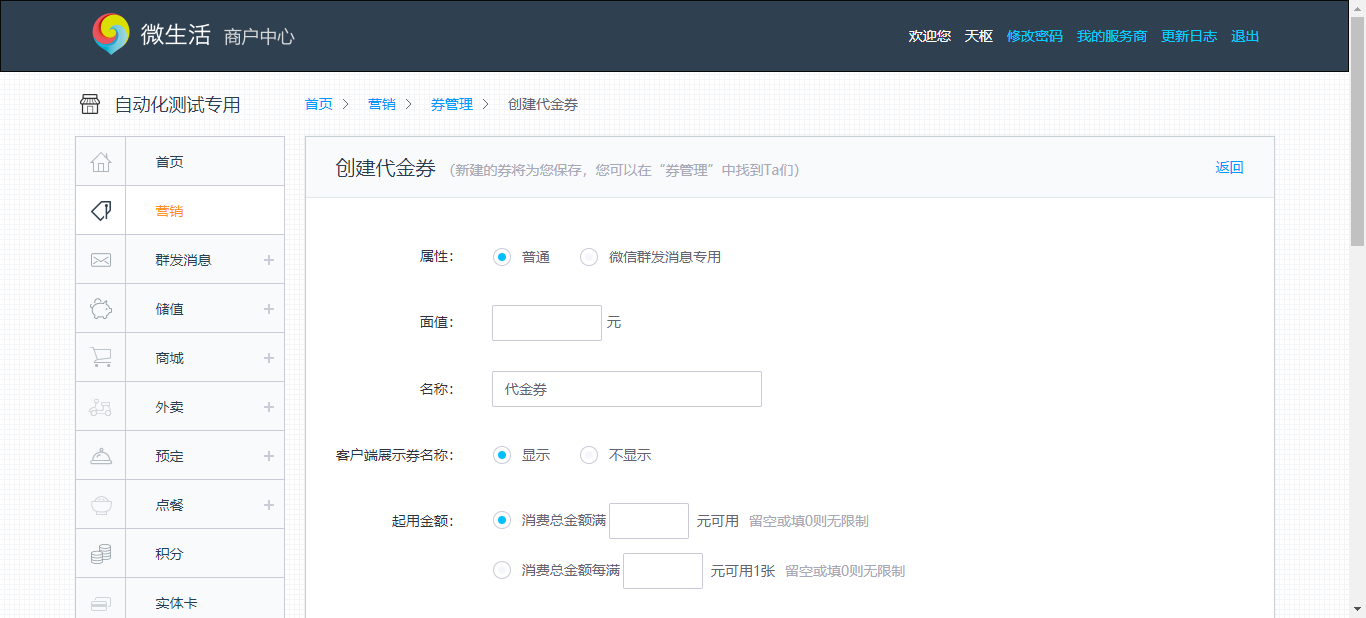 微生活 商户中心
欢迎您 天枢 修改密码 我的服务商 更新日志 退出
自动化测试专用
首页 > 营销 > 券管理 > 创建代金券
首页
营销
群发消息 +
储值 +
商城 +
外卖 +
预定 +
点餐 +
积分
实体卡
创建代金券 (新建的券将为您保存，您可以在“券管理”中找到Ta们) 返回
属性： 普通 微信群发消息专用
面值： 元
名称： 代金券
客户端展示券名称： 显示 不显示
起用金额： 消费总金额满 元可用 留空或填0则无限制
消费总金额每满 元可用1张 留空或填0则无限制